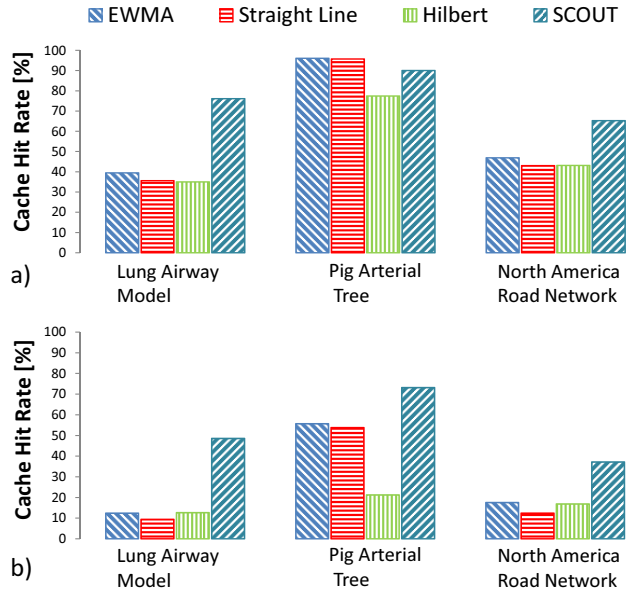 EWMA Straight Line Hilbert SCOUT
Cache Hit Rate [%]
100
90
80
70
60
50
40
30
20
10
0
Lung Airway Model
Pig Arterial Tree
North America Road Network
a)
Cache Hit Rate [%]
100
90
80
70
60
50
40
30
20
10
0
Lung Airway Model
Pig Arterial Tree
North America Road Network
b)